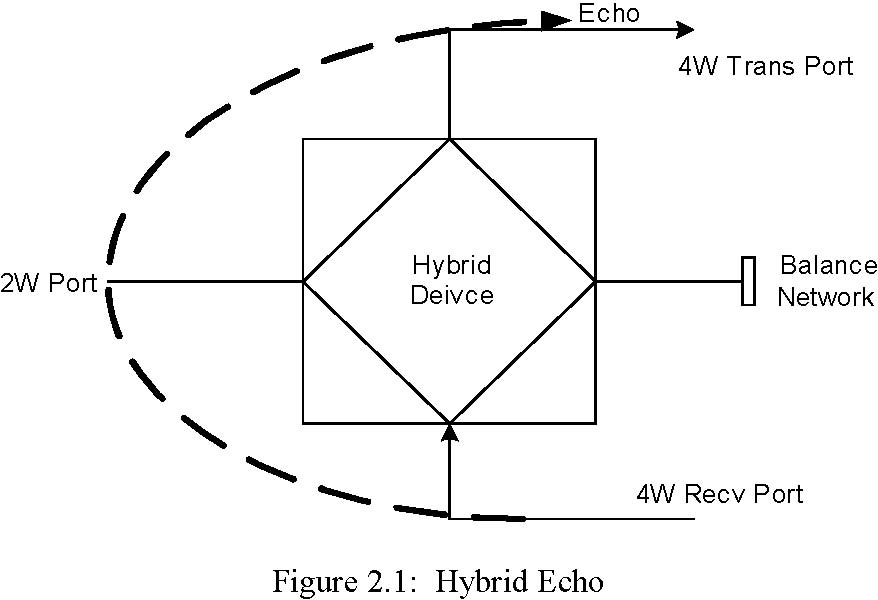 Echo
4W Trans Port
Hybrid
Deivce
2W Port
Balance
Network
4W Recv Port
Figure 2.1:  Hybrid Echo